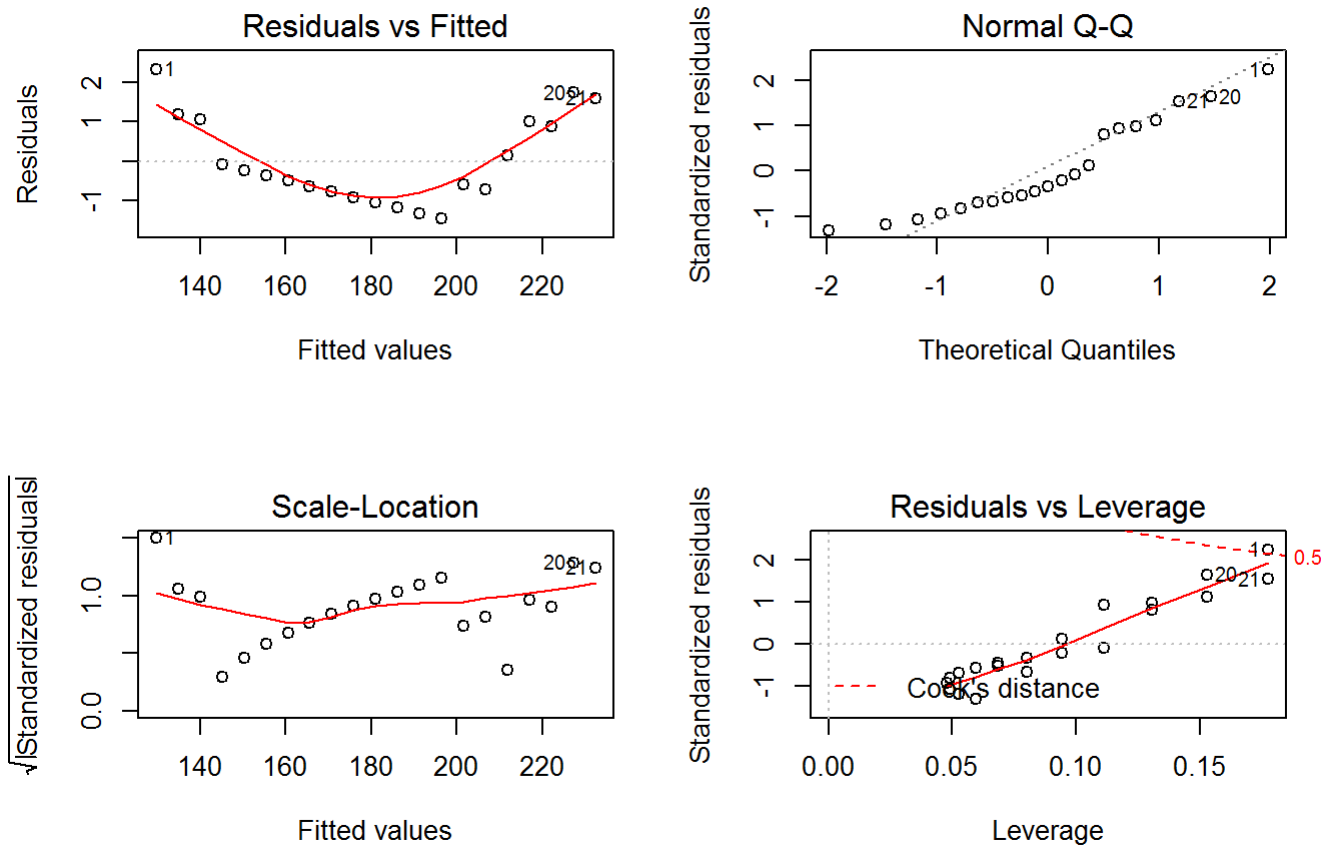 Residuals vs Fitted
Residuals
2
1
-1
1
20
21
140 160 180 200 220
Fitted values
Normal Q-Q
Standardized residuals
2
1
0
-1
1
21
20
-2 -1 0 1 2
Theoretical Quantiles
Scale-Location
√|Standardized residuals|
1.0
0.0
1
20
21
140 160 180 200 220
Fitted values
Residuals vs Leverage
Standardized residuals
2
1
0
-1
1
20
21
0.5
Cook's distance
0.00 0.05 0.10 0.15
Leverage